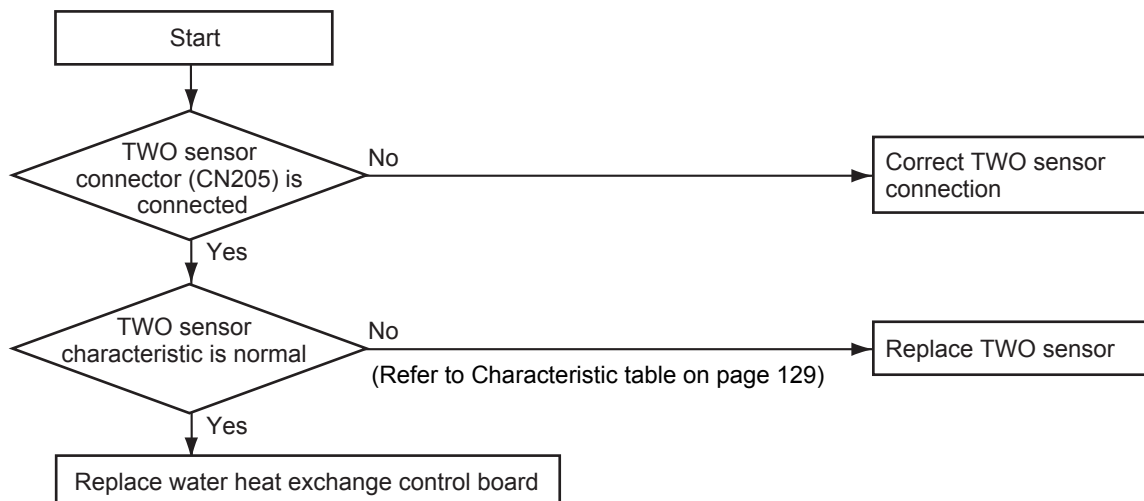 Start
TWO sensor
connector (CN205) is
connected
No
Correct TWO sensor
connection
Yes
TWO sensor
characteristic is normal
No
(Refer to Characteristic table on page 129)
Replace TWO sensor
Yes
Replace water heat exchange control board